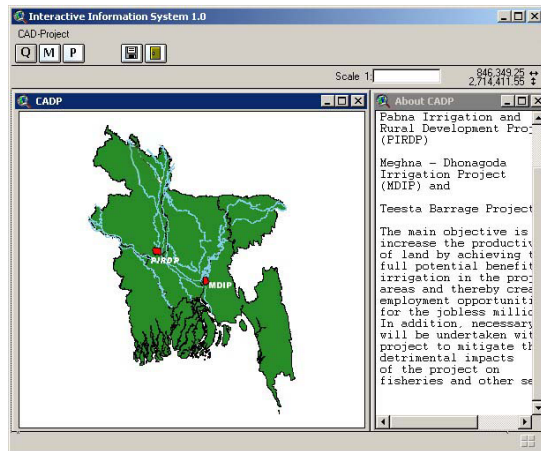 Interactive Information System 1.0
CAD-Project
Q M P
Scale 1:
846,349.25
2,714,411.55
CADP
PIRDP
MDIP
About CADP
Pabna Irrigation and
Rural Development Proj
(PIRDP)
Meghna - Dhonagoda
Irrigation Project
(MDIP) and
Teesta Barrage Project
The main objective is
increase the productiv
of land by achieving t
full potential benefit
irrigation in the proj
areas and thereby crea
employment opportuniti
for the jobless millio
In addition, necessary
will be undertaken wit
project to mitigate th
detrimental impacts
of the project on
fisheries and other se